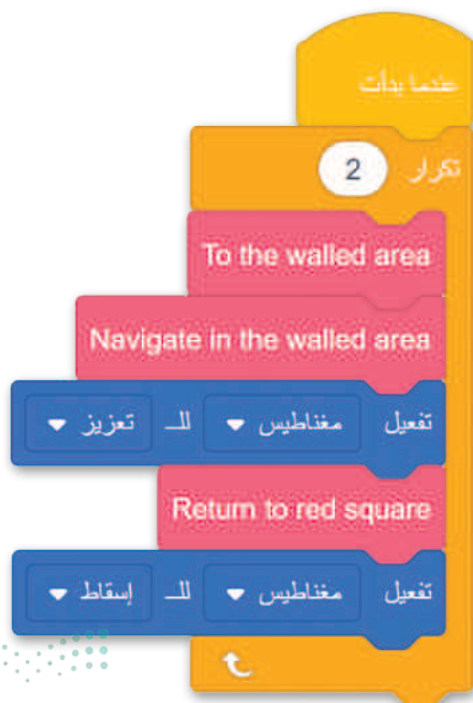 عندما بدأت
تكرار 2
To the walled area
Navigate in the walled area
تفعيل مغناطيس للـ تعزيز
Return to red square
تفعيل مغناطيس للـ إسقاط